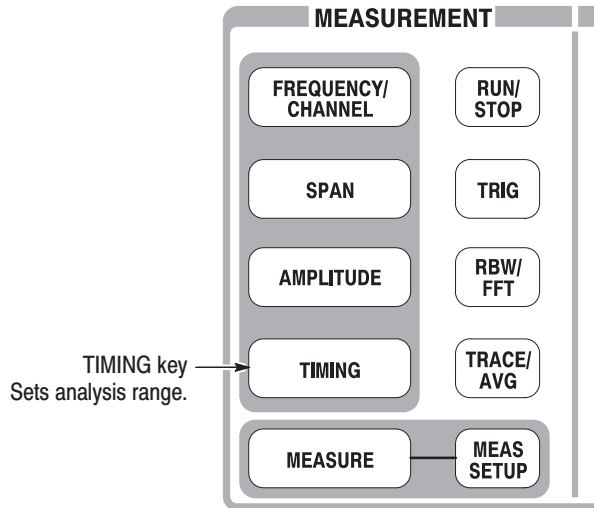 MEASUREMENT
FREQUENCY/
CHANNEL
RUN/
STOP
SPAN
TRIG
AMPLITUDE
RBW/
FFT
TIMING key
Sets analysis range.
TIMING
TRACE/
AVG
MEASURE
MEAS
SETUP